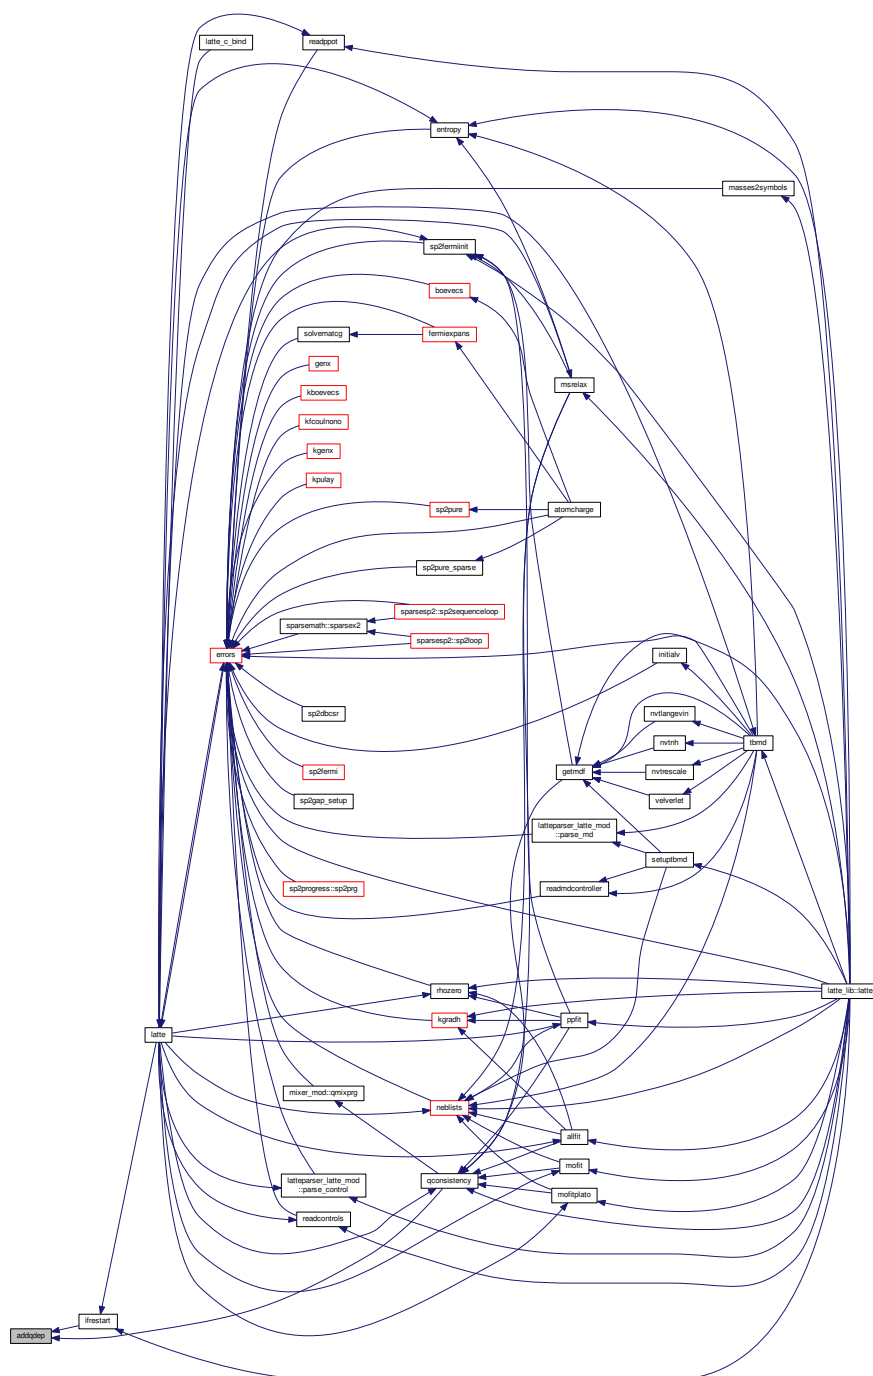 readppot
latte_c_bind
entropy
masses2symbols
sp2fermiinit
boevecs
solvematcg
fermiexpans
genx
msrelax
kboevecs
kfcoulnono
kgenx
kpulay
sp2pure
atomcharge
sp2pure_sparse
sparsesp2::sp2sequenceloop
sparsemath::sparsex2
sparsesp2::sp2loop
errors
initialv
sp2dbcsr
nvtlangevin
nvtnh
tbmd
sp2fermi
getmdf
nvtrescale
sp2gap_setup
velverlet
latteparser_latte_mod
::parse_md
setuptbmd
sp2progress::sp2prg
readmdcontroller
rhozero
latte_lib::latte
kgradh
ppfit
latte
mixer_mod::qmixprg
neblists
allfit
mofit
latteparser_latte_mod
::parse_control
qconsistency
mofitplato
readcontrols
ifrestart
addqdep